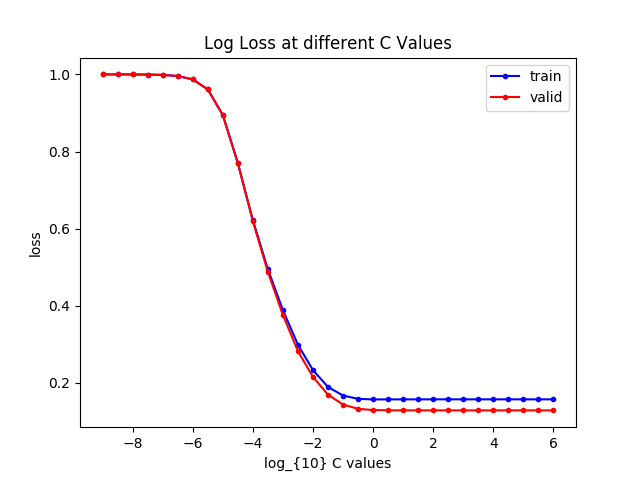 Log Loss at different C Values
train
valid
loss
1.0
0.8
0.6
0.4
0.2
−8 −6 −4 −2 0 2 4 6
log_{10} C values